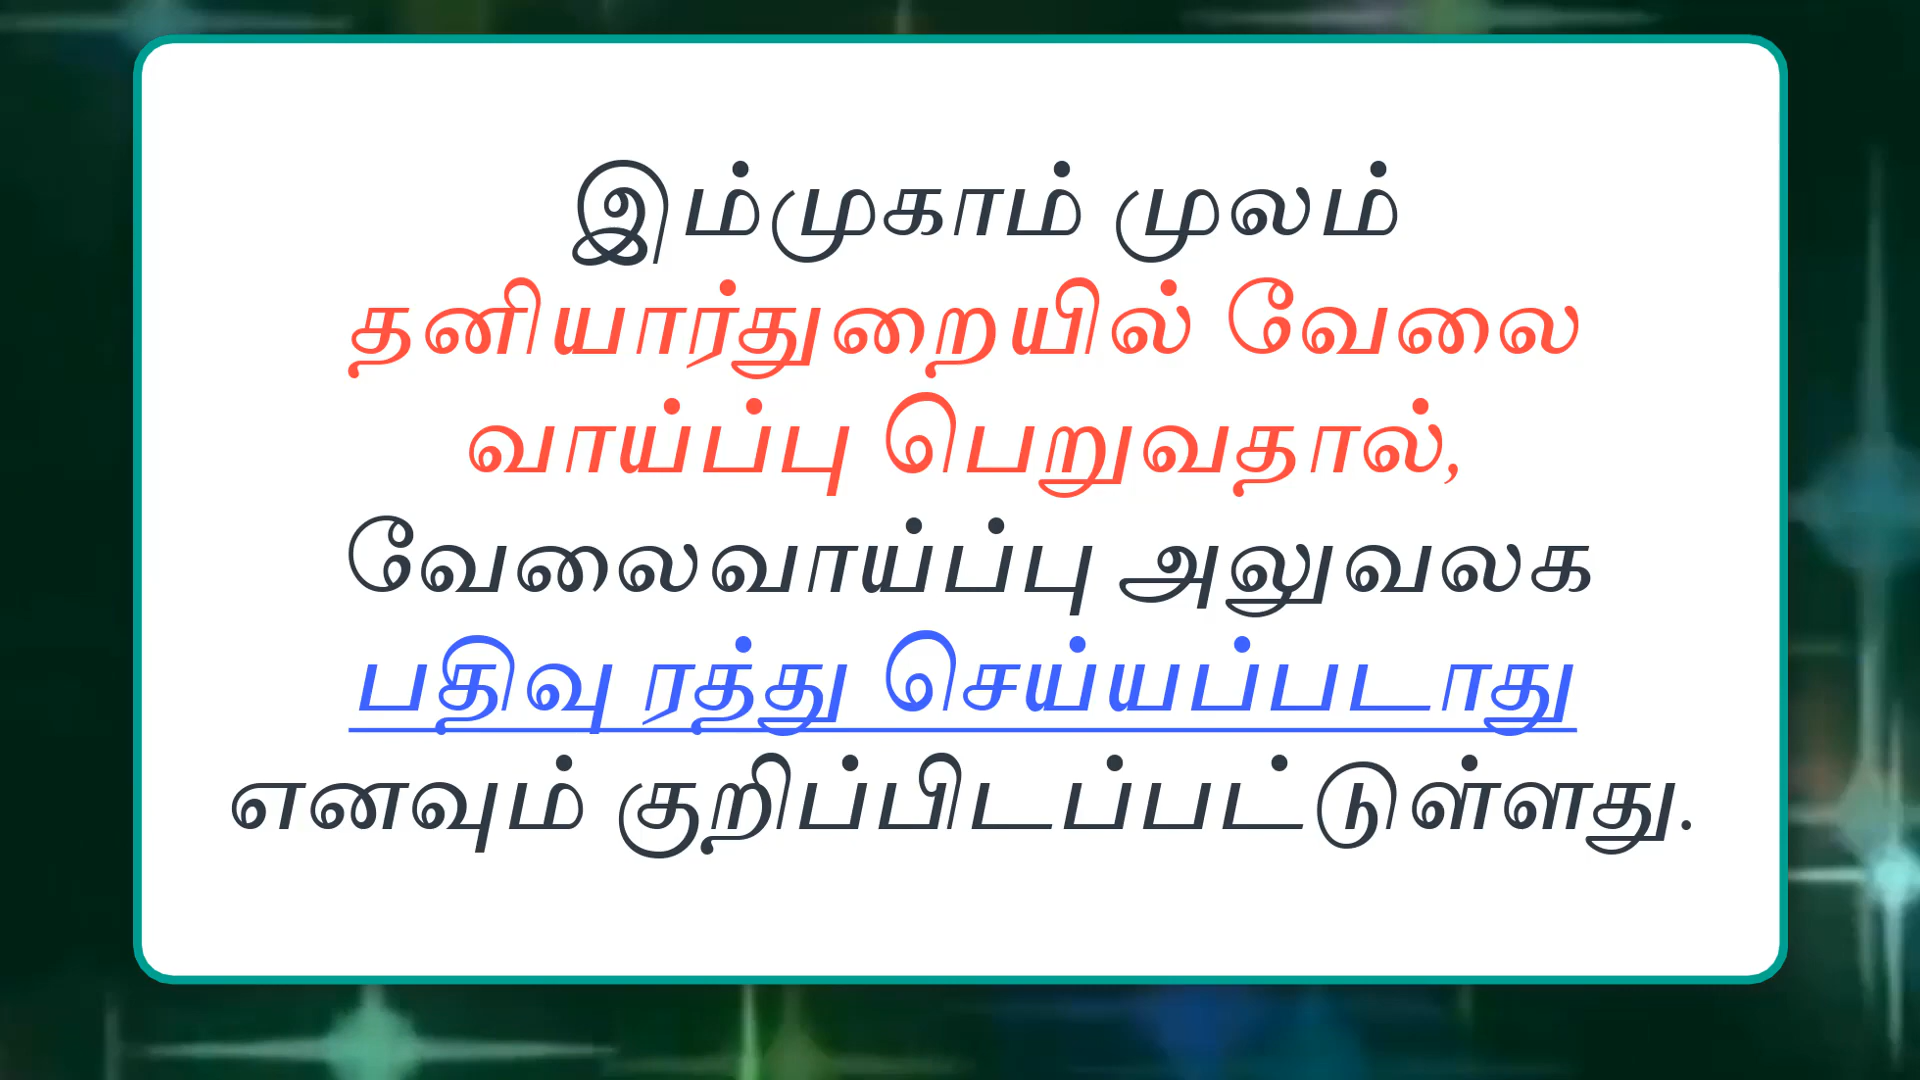 இம்முகாம் முலம்
தனியார்துறையில் வேலை
வாய்ப்பு பெறுவதால்,
வேலைவாய்ப்பு அலுவலக
பதிவு ரத்து செய்யப்படாது
எனவும் குறிப்பிடப்பட்டுள்ளது.